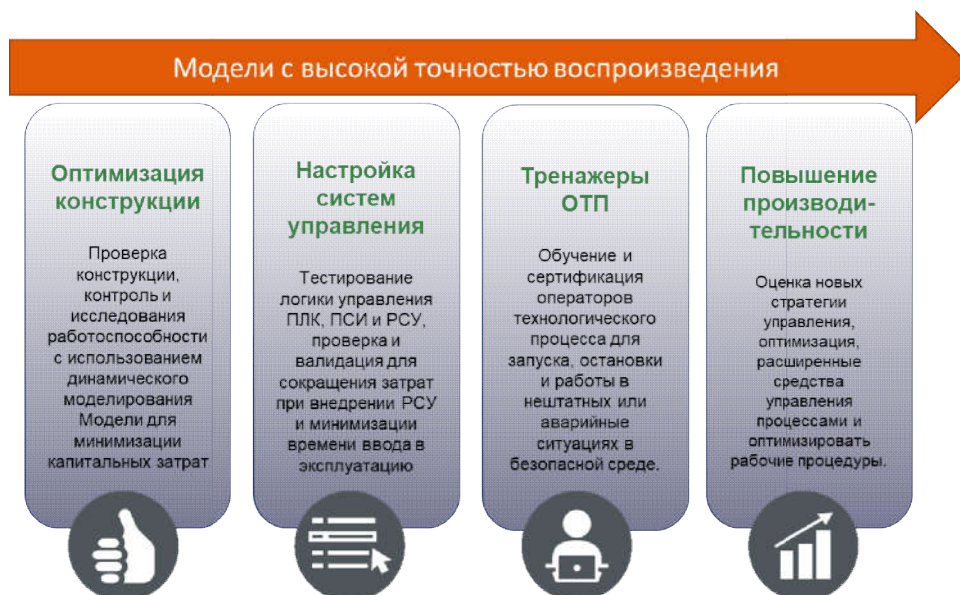 Модели с высокой точностью воспроизведения
Оптимизация
конструкции
Проверка
конструкции,
контроль и
исследования
работоспособности
с использованием
динамического
моделирования
Модели для
минимизации
капитальных затрат
Настройка
систем
управления
Тестирование
логики управления
ПЛК, ПСИ и РСУ,
проверка и
валидация для
сокращения затрат
при внедрении РСУ
и минимизации
времени ввода в
эксплуатацию
Тренажеры
ОТП
Обучение и
сертификация
операторов
технологического
процесса для
запуска, остановки
и работы в
нештатных или
аварийные
ситуациях в
безопасной среде.
Повышение
производи-
тельности
Оценка новых
стратегии
управления,
оптимизация,
расширенные
средства
управления
процессами и
оптимизировать
рабочие процедуры.